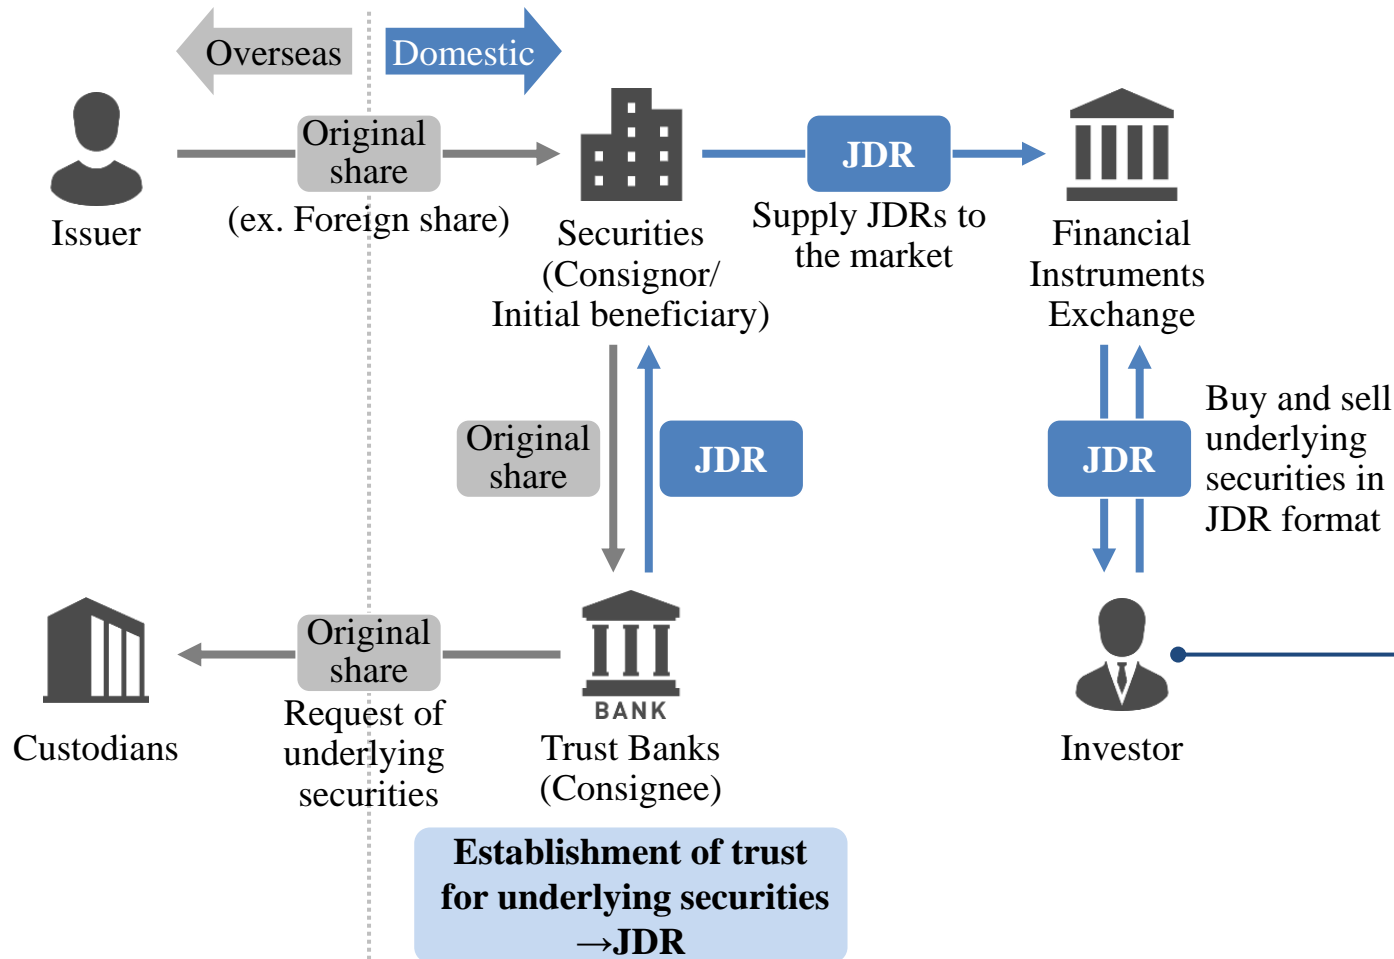 Overseas
Domestic
Original
share
(ex. Foreign share)
JDR
Supply JDRs to
the market
Issuer
Securities
(Consignor/
Initial beneficiary)
Financial
Instruments
Exchange
Original
share
JDR
JDR
Buy and sell
underlying
securities in
JDR format
Original
share
Request of
underlying
securities
BANK
Custodians
Trust Banks
(Consignee)
Investor
Establishment of trust
for underlying securities
→JDR